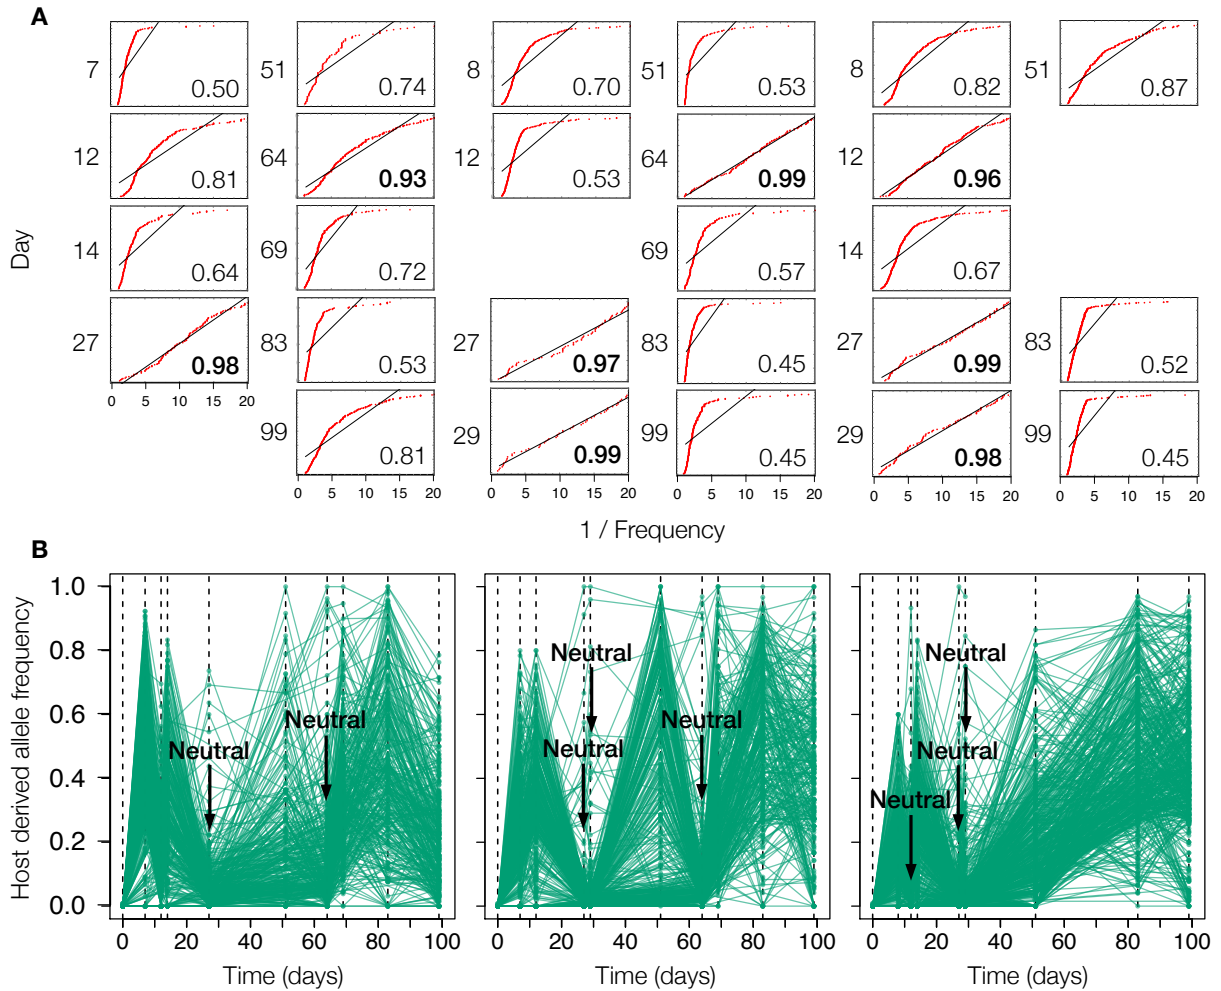 A
7 0.50 51 0.74 8 0.70 51 0.53 8 0.82 51 0.87
12 0.81 64 0.93 12 0.53 64 0.99 12 0.96
Day
14 0.64 69 0.72 69 0.57 14 0.67
27 0.98 83 0.53 27 0.97 83 0.45 27 0.99 83 0.52
0 5 10 15 20
99 0.81 29 0.99 99 0.45 29 0.98 99 0.45
0 5 10 15 20 0 5 10 15 20 0 5 10 15 20 0 5 10 15 20 0 5 10 15 20
1 / Frequency
B
Host derived allele frequency
1.0
0.8
0.6
0.4
0.2
0.0
Neutral
Neutral
Neutral
Neutral
Neutral
Neutral
Neutral
Neutral
0 20 40 60 80 100 0 20 40 60 80 100 0 20 40 60 80 100
Time (days) Time (days) Time (days)